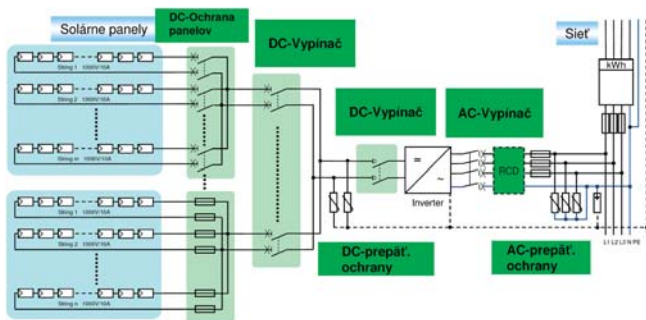 Solárne panely
DC-Ochrana
panelov
DC-Vypínač
Sieť
kWh
String 1 1000V/10A
String 2 1000V/10A
String n 1000V/10A
DC-Vypínač
AC-Vypínač
=
~
Inverter
RCD
String 1 1000V/10A
String 2 1000V/10A
String n 1000V/10A
DC-prepäť.
ochrany
AC-prepäť.
ochrany
L1 L2 L3 N PE